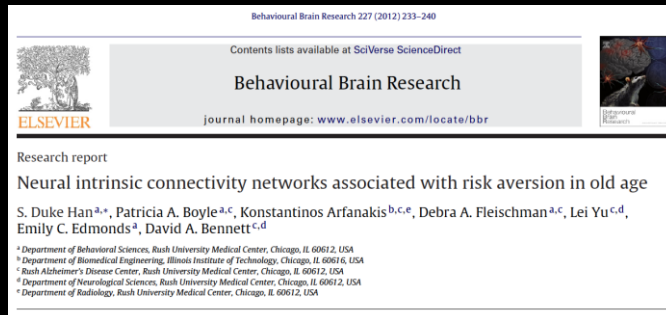 Behavioural Brain Research 227 (2012) 233–240
Contents lists available at SciVerse ScienceDirect
Behavioural Brain Research
journal homepage: www.elsevier.com/locate/bbr
ELSEVIER
Behavioural
Brain
Research
Research report
Neural intrinsic connectivity networks associated with risk aversion in old age
S. Duke Han a,*, Patricia A. Boyle a,c, Konstantinos Arfanakis b,c,e, Debra A. Fleischman a,c, Lei Yu c,d,
Emily C. Edmonds a, David A. Bennett c,d
a Department of Behavioral Sciences, Rush University Medical Center, Chicago, IL 60612, USA
b Department of Biomedical Engineering, Illinois Institute of Technology, Chicago, IL 60616, USA
c Rush Alzheimer's Disease Center, Rush University Medical Center, Chicago, IL 60612, USA
d Department of Neurological Sciences, Rush University Medical Center, Chicago, IL 60612, USA
e Department of Radiology, Rush University Medical Center, Chicago, IL 60612, USA